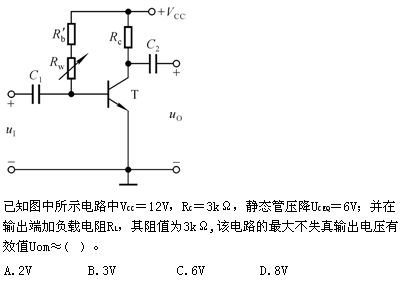 +VCC
R'b
Rc
C2
Rw
C1
+
+
T
uI
uO
−
−
已知图中所示电路中VCC＝12V，RC＝3kΩ，静态管压降UCEQ＝6V；并在
输出端加负载电阻RL，其阻值为3kΩ,该电路的最大不失真输出电压有
效值Uom≈( )。
A.2V B.3V C.6V D.8V